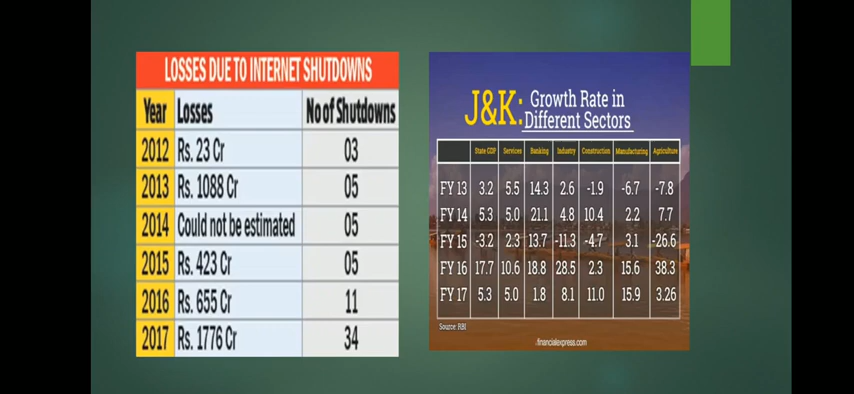 LOSSES DUE TO INTERNET SHUTDOWNS
Year Losses No of Shutdowns
2012 Rs. 23 Cr 03
2013 Rs. 1088 Cr 05
2014 Could not be estimated 05
2015 Rs. 423 Cr 05
2016 Rs. 655 Cr 11
2017 Rs. 1776 Cr 34
J&K: Growth Rate in
Different Sectors
State GDP Services Banking Industry Construction Manufacturing Agriculture
FY 13 3.2 5.5 14.3 2.6 -1.9 -6.7 -7.8
FY 14 5.3 5.0 21.1 4.8 10.4 2.2 7.7
FY 15 -3.2 2.3 13.7 -11.3 -4.7 3.1 -26.6
FY 16 17.7 10.6 18.8 28.5 2.3 15.6 38.3
FY 17 5.3 5.0 1.8 8.1 11.0 15.9 3.26
Source: RBI
financialexpress.com